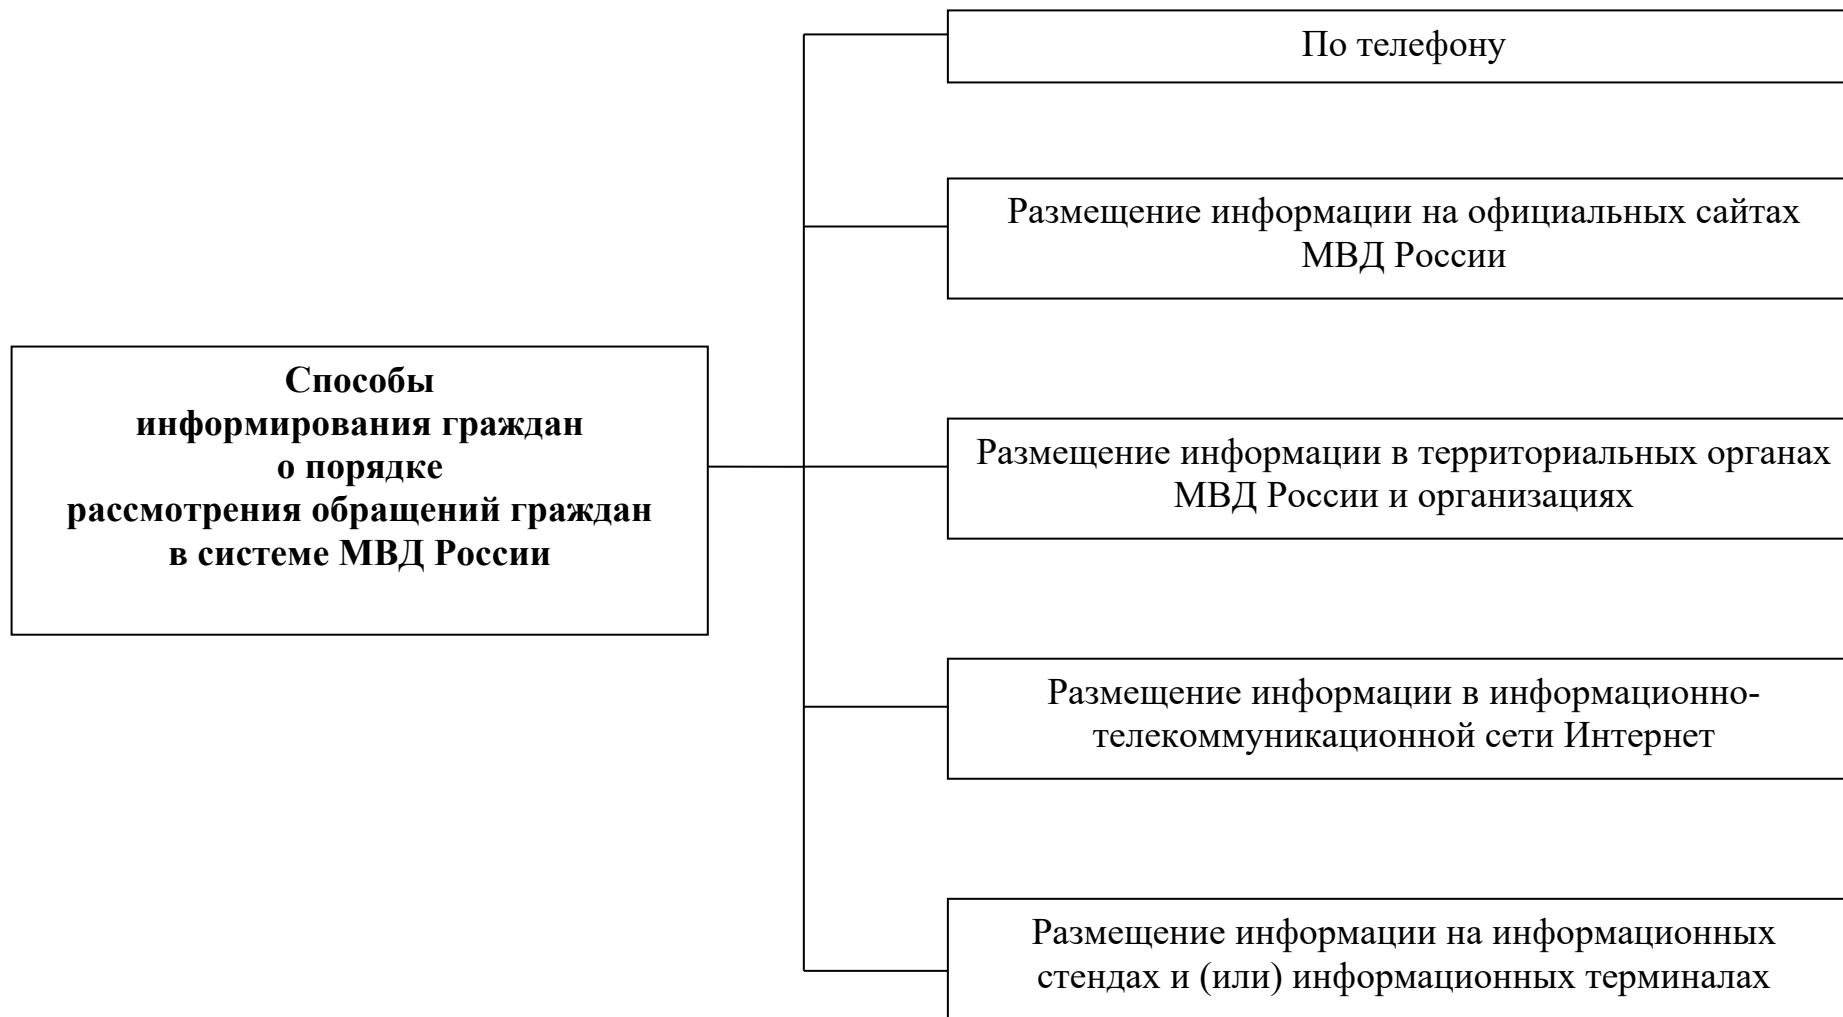 По телефону
Размещение информации на официальных сайтах
МВД России
Способы
информирования граждан
о порядке
рассмотрения обращений граждан
в системе МВД России
Размещение информации в территориальных органах
МВД России и организациях
Размещение информации в информационно-
телекоммуникационной сети Интернет
Размещение информации на информационных
стендах и (или) информационных терминалах